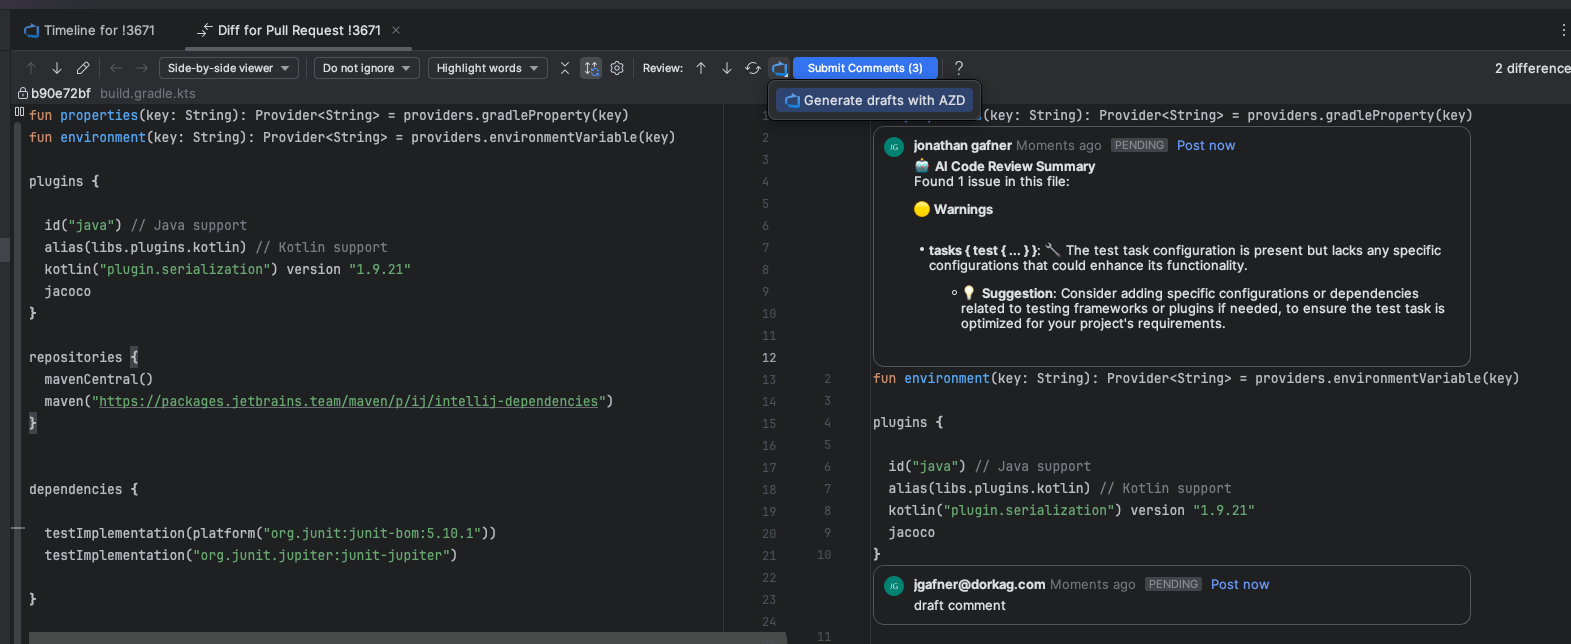 Timeline for !3671
Diff for Pull Request !3671
Side-by-side viewer
Do not ignore
Highlight words
Review:
Submit Comments (3)
?
2 difference
b90e72bf build.gradle.kts
Generate drafts with AZD
fun properties(key: String): Provider<String> = providers.gradleProperty(key)
fun environment(key: String): Provider<String> = providers.environmentVariable(key)
plugins {
id("java") // Java support
alias(libs.plugins.kotlin) // Kotlin support
kotlin("plugin.serialization") version "1.9.21"
jacoco
}
repositories {
mavenCentral()
maven("https://packages.jetbrains.team/maven/p/ij/intellij-dependencies")
}
dependencies {
testImplementation(platform("org.junit:junit-bom:5.10.1"))
testImplementation("org.junit.jupiter:junit-jupiter")
}
1
2
3
4
5
6
7
8
9
10
11
12
13
14
15
16
17
18
19
20
21
22
23
24
2
3
4
5
6
7
8
9
10
11
(key: String): Provider<String> = providers.gradleProperty(key)
JG jonathan gafner Moments ago PENDING Post now
AI Code Review Summary
Found 1 issue in this file:
Warnings
• tasks { test { ... } }: The test task configuration is present but lacks any specific
configurations that could enhance its functionality.
Suggestion: Consider adding specific configurations or dependencies
related to testing frameworks or plugins if needed, to ensure the test task is
optimized for your project's requirements.
fun environment(key: String): Provider<String> = providers.environmentVariable(key)
plugins {
id("java") // Java support
alias(libs.plugins.kotlin) // Kotlin support
kotlin("plugin.serialization") version "1.9.21"
jacoco
}
JG jgafner@dorkag.com Moments ago PENDING Post now
draft comment